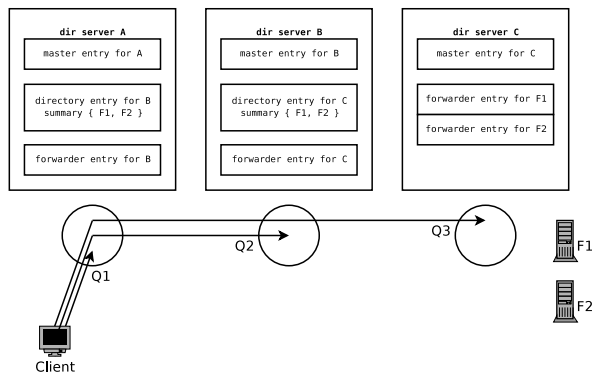 dir server A
master entry for A
directory entry for B
summary { F1, F2 }
forwarder entry for B
dir server B
master entry for B
directory entry for C
summary { F1, F2 }
forwarder entry for C
dir server C
master entry for C
forwarder entry for F1
forwarder entry for F2
Q1
Q2
Q3
F1
F2
Client